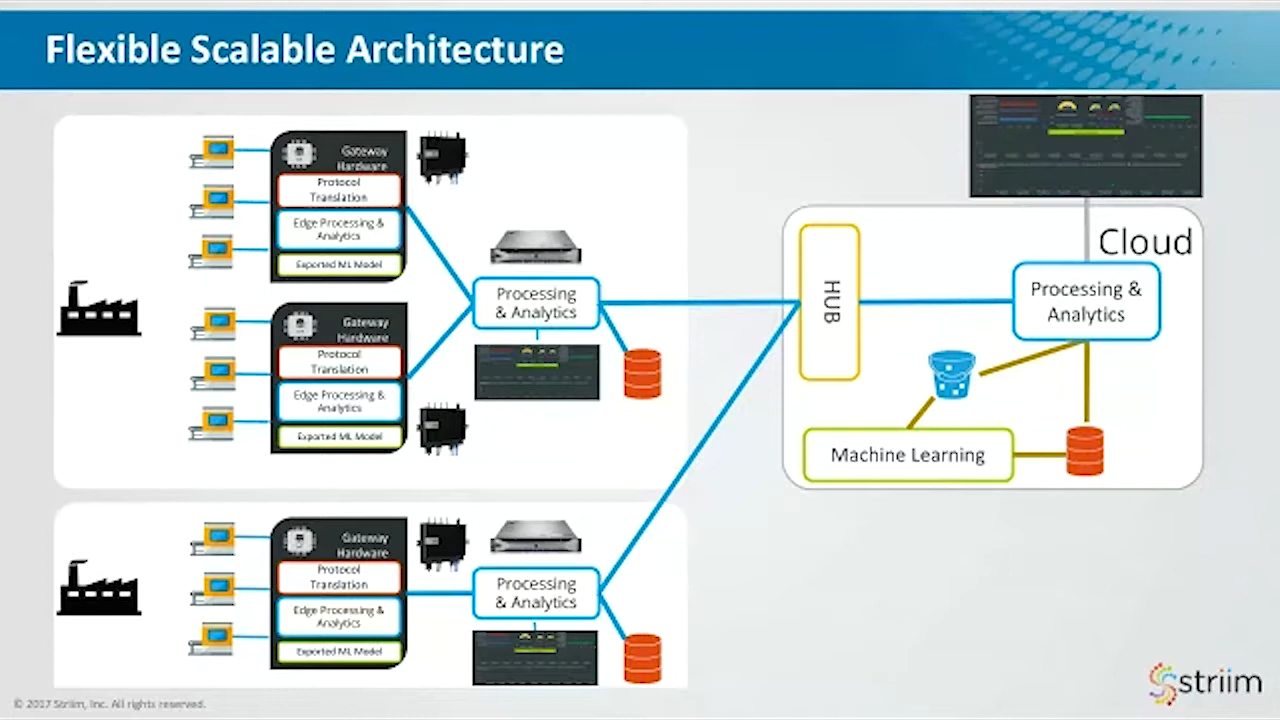 Flexible Scalable Architecture
Gateway
Hardware
Protocol
Translation
Edge Processing &
Analytics
Exported ML Model
Processing
& Analytics
Gateway
Hardware
Protocol
Translation
Edge Processing &
Analytics
Exported ML Model
Gateway
Hardware
Protocol
Translation
Edge Processing &
Analytics
Exported ML Model
Processing
& Analytics
Cloud
HUB
Processing &
Analytics
Machine Learning
© 2017 Striim, Inc. All rights reserved.
striim